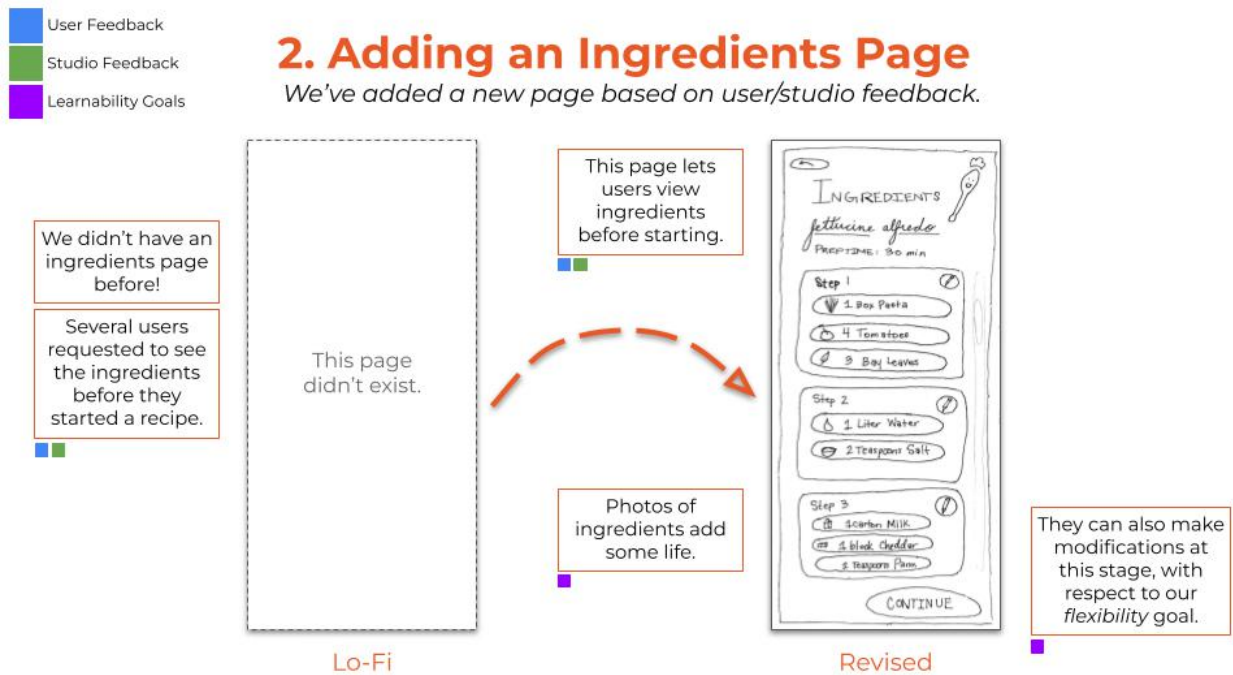 User Feedback
Studio Feedback
Learnability Goals
2. Adding an Ingredients Page
We've added a new page based on user/studio feedback.
We didn't have an
ingredients page
before!
Several users
requested to see
the ingredients
before they
started a recipe.
This page
didn't exist.
Lo-Fi
This page lets
users view
ingredients
before starting.
Photos of
ingredients add
some life.
INGREDIENTS
fettucine alfredo
PREPTIME: 30 min
Step 1
1 Box Pasta
4 Tomatoes
3 Bay Leaves
Step 2
1 Liter Water
2 Teaspoons Salt
Step 3
1 carton Milk
1 block Cheddar
2 Teaspoons Parm
CONTINUE
Revised
They can also make
modifications at
this stage, with
respect to our
flexibility goal.